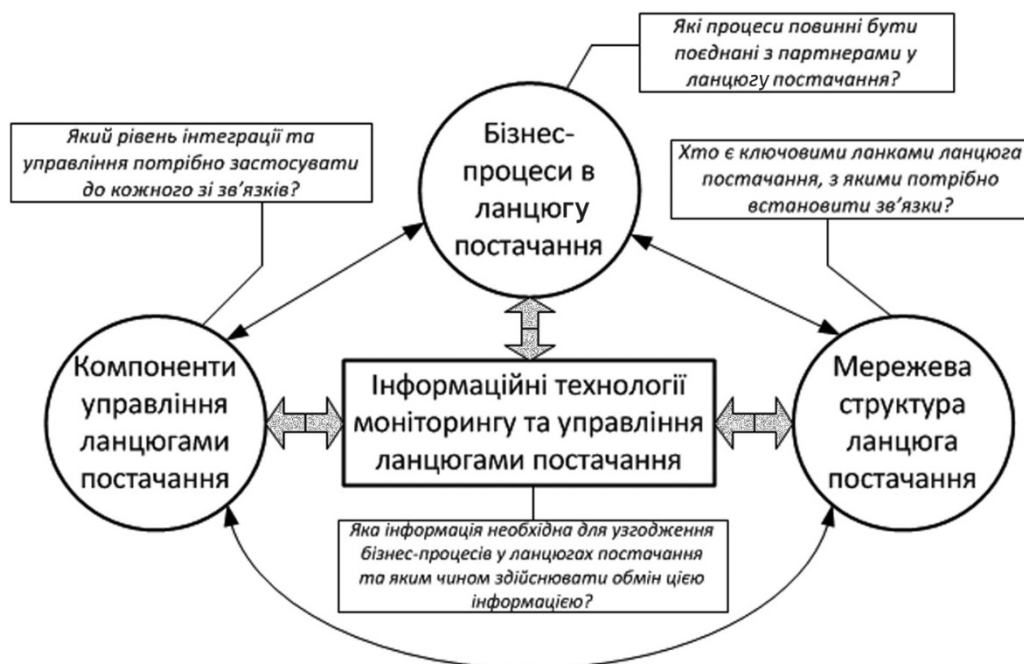 Які процеси повинні бути
поєднані з партнерами у
ланцюгу постачання?
Який рівень інтеграції та
управління потрібно застосувати
до кожного зі зв’язків?
Бізнес-
процеси в
ланцюгу
постачання
Хто є ключовими ланками ланцюга
постачання, з якими потрібно
встановити зв’язки?
Компоненти
управління
ланцюгами
постачання
Інформаційні технології
моніторингу та управління
ланцюгами постачання
Мережева
структура
ланцюга
постачання
Яка інформація необхідна для узгодження
бізнес-процесів у ланцюгах постачання
та яким чином здійснювати обмін цією
інформацією?